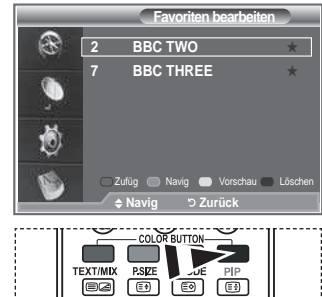 Favoriten bearbeiten
2 BBC TWO ★
7 BBC THREE ★
Zufüg Navig Vorschau Löschen
Navig Zurück
COLOR BUTTON
TEXT/MIX P.SIZE PIP